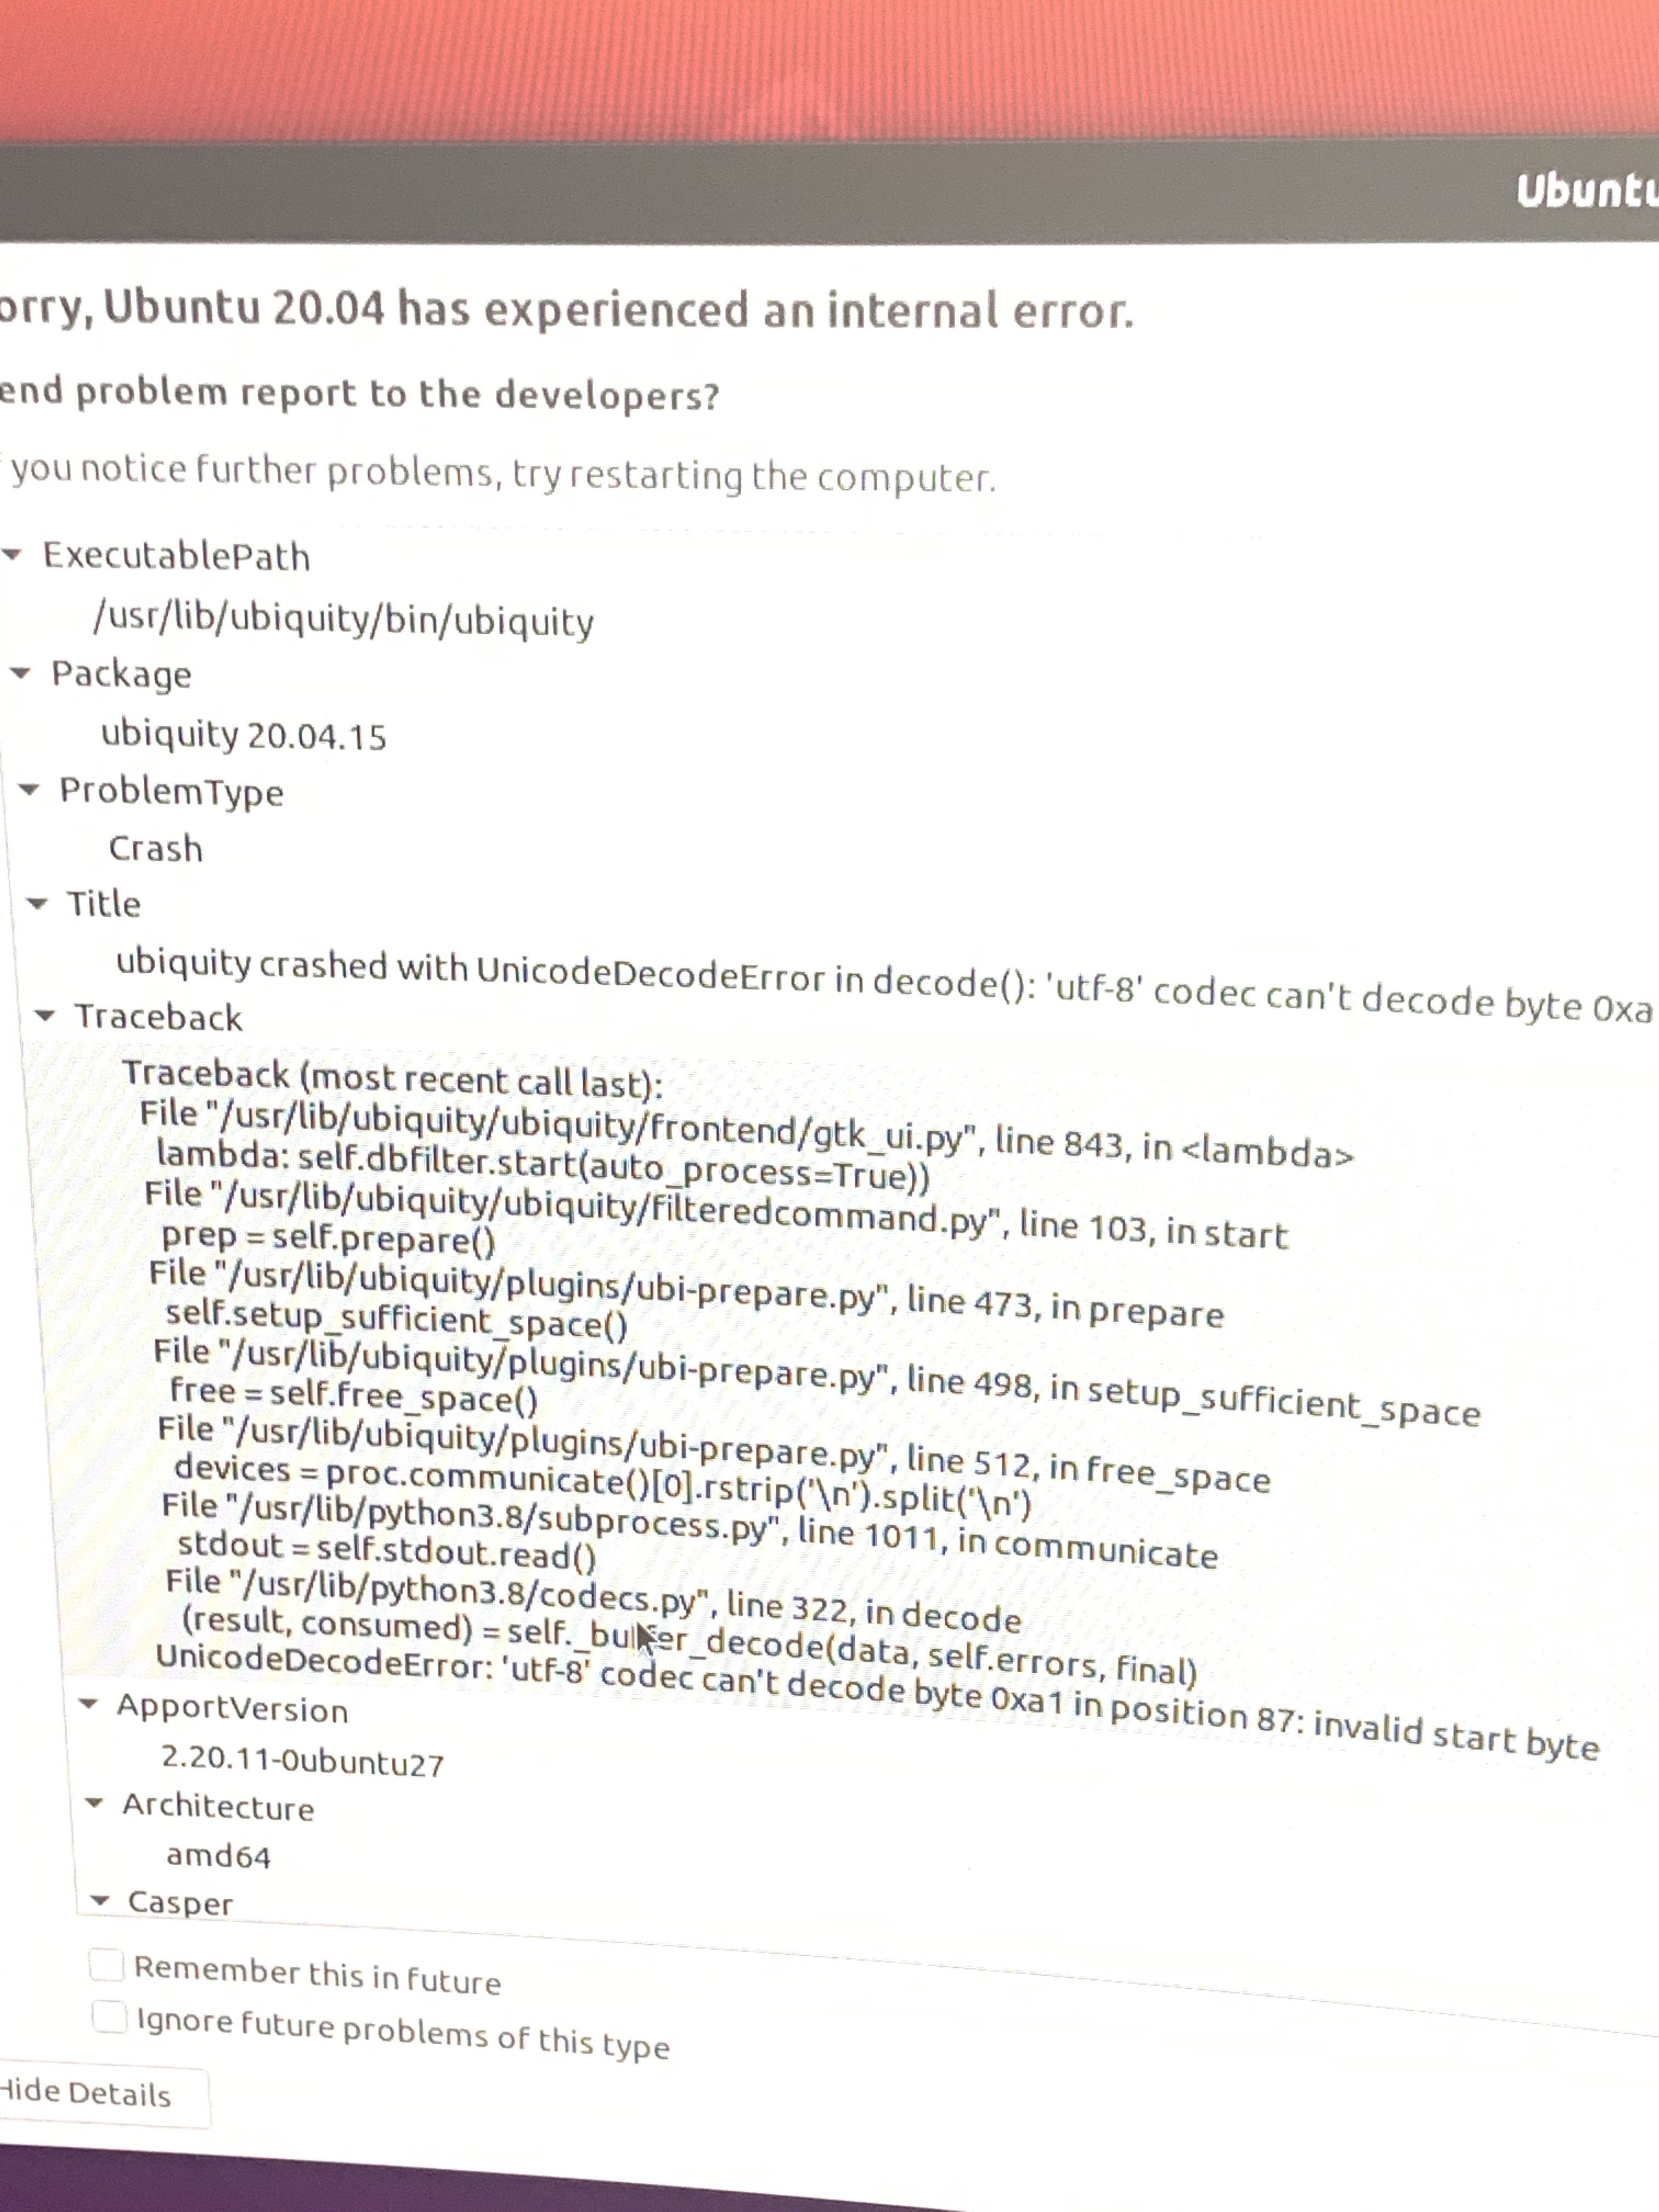 Ubuntu
orry, Ubuntu 20.04 has experienced an internal error.
end problem report to the developers?
you notice further problems, try restarting the computer.
ExecutablePath
/usr/lib/ubiquity/bin/ubiquity
Package
ubiquity 20.04.15
ProblemType
Crash
Title
ubiquity crashed with UnicodeDecodeError in decode(): 'utf-8' codec can't decode byte 0xa
Traceback
Traceback (most recent call last):
File "/usr/lib/ubiquity/ubiquity/frontend/gtk_ui.py", line 843, in <lambda>
lambda: self.dbfilter.start(auto_process=True))
File "/usr/lib/ubiquity/ubiquity/filteredcommand.py", line 103, in start
prep = self.prepare()
File "/usr/lib/ubiquity/plugins/ubi-prepare.py", line 473, in prepare
self.setup_sufficient_space()
File "/usr/lib/ubiquity/plugins/ubi-prepare.py", line 498, in setup_sufficient_space
free = self.free_space()
File "/usr/lib/ubiquity/plugins/ubi-prepare.py", line 512, in free_space
devices = proc.communicate()[0].rstrip('\n').split('\n')
File "/usr/lib/python3.8/subprocess.py", line 1011, in communicate
stdout = self.stdout.read()
File "/usr/lib/python3.8/codecs.py", line 322, in decode
(result, consumed) = self._buffer_decode(data, self.errors, final)
UnicodeDecodeError: 'utf-8' codec can't decode byte 0xa1 in position 87: invalid start byte
ApportVersion
2.20.11-0ubuntu27
Architecture
amd64
Casper
Remember this in future
Ignore future problems of this type
Hide Details